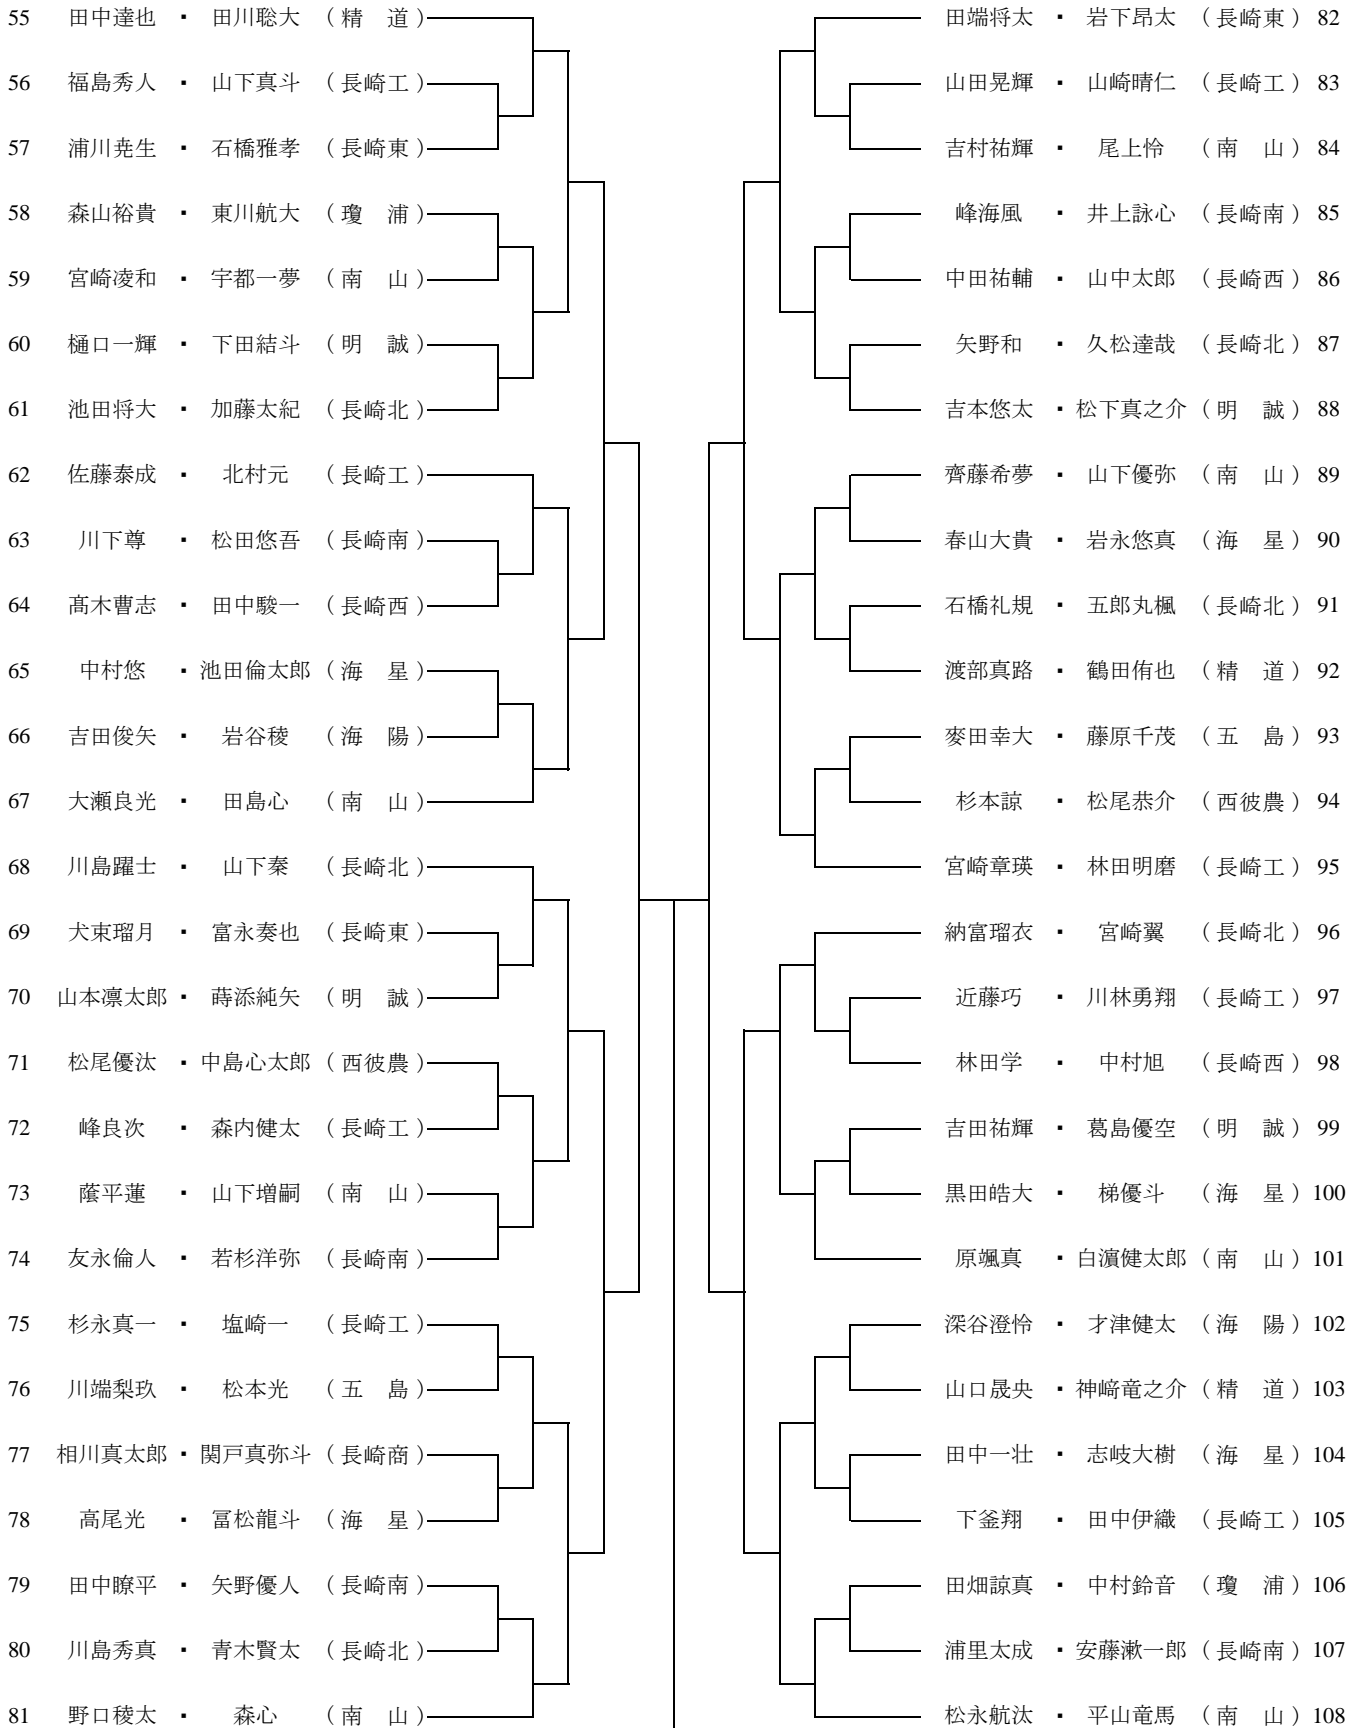 55 田中達也 ・ 田川聡大 （精　道）
56 福島秀人 ・ 山下真斗 （長崎工）
57 浦川尭生 ・ 石橋雅孝 （長崎東）
58 森山裕貴 ・ 東川航大 （瓊　浦）
59 宮崎凌和 ・ 宇都一夢 （南　山）
60 樋口一輝 ・ 下田結斗 （明　誠）
61 池田将大 ・ 加藤太紀 （長崎北）
62 佐藤泰成 ・ 北村元 （長崎工）
63 川下尊 ・ 松田悠吾 （長崎南）
64 髙木曹志 ・ 田中駿一 （長崎西）
65 中村悠 ・ 池田倫太郎 （海　星）
66 吉田俊矢 ・ 岩谷稜 （海　陽）
67 大瀬良光 ・ 田島心 （南　山）
68 川島躍士 ・ 山下秦 （長崎北）
69 犬束瑠月 ・ 富永奏也 （長崎東）
70 山本凛太郎 ・ 蒔添純矢 （明　誠）
71 松尾優汰 ・ 中島心太郎 （西彼農）
72 峰良次 ・ 森内健太 （長崎工）
73 蔭平蓮 ・ 山下増嗣 （南　山）
74 友永倫人 ・ 若杉洋弥 （長崎南）
75 杉永真一 ・ 塩崎一 （長崎工）
76 川端梨玖 ・ 松本光 （五　島）
77 相川真太郎 ・ 関戸真弥斗 （長崎商）
78 高尾光 ・ 冨松龍斗 （海　星）
79 田中瞭平 ・ 矢野優人 （長崎南）
80 川島秀真 ・ 青木賢太 （長崎北）
81 野口稜太 ・ 森心 （南　山）
田端将太 ・ 岩下昂太 （長崎東） 82
山田晃輝 ・ 山崎晴仁 （長崎工） 83
吉村祐輝 ・ 尾上怜 （南　山） 84
峰海風 ・ 井上詠心 （長崎南） 85
中田祐輔 ・ 山中太郎 （長崎西） 86
矢野和 ・ 久松達哉 （長崎北） 87
吉本悠太 ・ 松下真之介 （明　誠） 88
齊藤希夢 ・ 山下優弥 （南　山） 89
春山大貴 ・ 岩永悠真 （海　星） 90
石橋礼規 ・ 五郎丸楓 （長崎北） 91
渡部真路 ・ 鶴田侑也 （精　道） 92
麥田幸大 ・ 藤原千茂 （五　島） 93
杉本諒 ・ 松尾恭介 （西彼農） 94
宮崎章瑛 ・ 林田明磨 （長崎工） 95
納富瑠衣 ・ 宮崎翼 （長崎北） 96
近藤巧 ・ 川林勇翔 （長崎工） 97
林田学 ・ 中村旭 （長崎西） 98
吉田祐輝 ・ 葛島優空 （明　誠） 99
黒田皓大 ・ 梯優斗 （海　星） 100
原颯真 ・ 白濵健太郎 （南　山） 101
深谷澄怜 ・ 才津健太 （海　陽） 102
山口晟央 ・ 神﨑竜之介 （精　道） 103
田中一壮 ・ 志岐大樹 （海　星） 104
下釜翔 ・ 田中伊織 （長崎工） 105
田畑諒真 ・ 中村鈴音 （瓊　浦） 106
浦里太成 ・ 安藤漱一郎 （長崎南） 107
松永航汰 ・ 平山竜馬 （南　山） 108